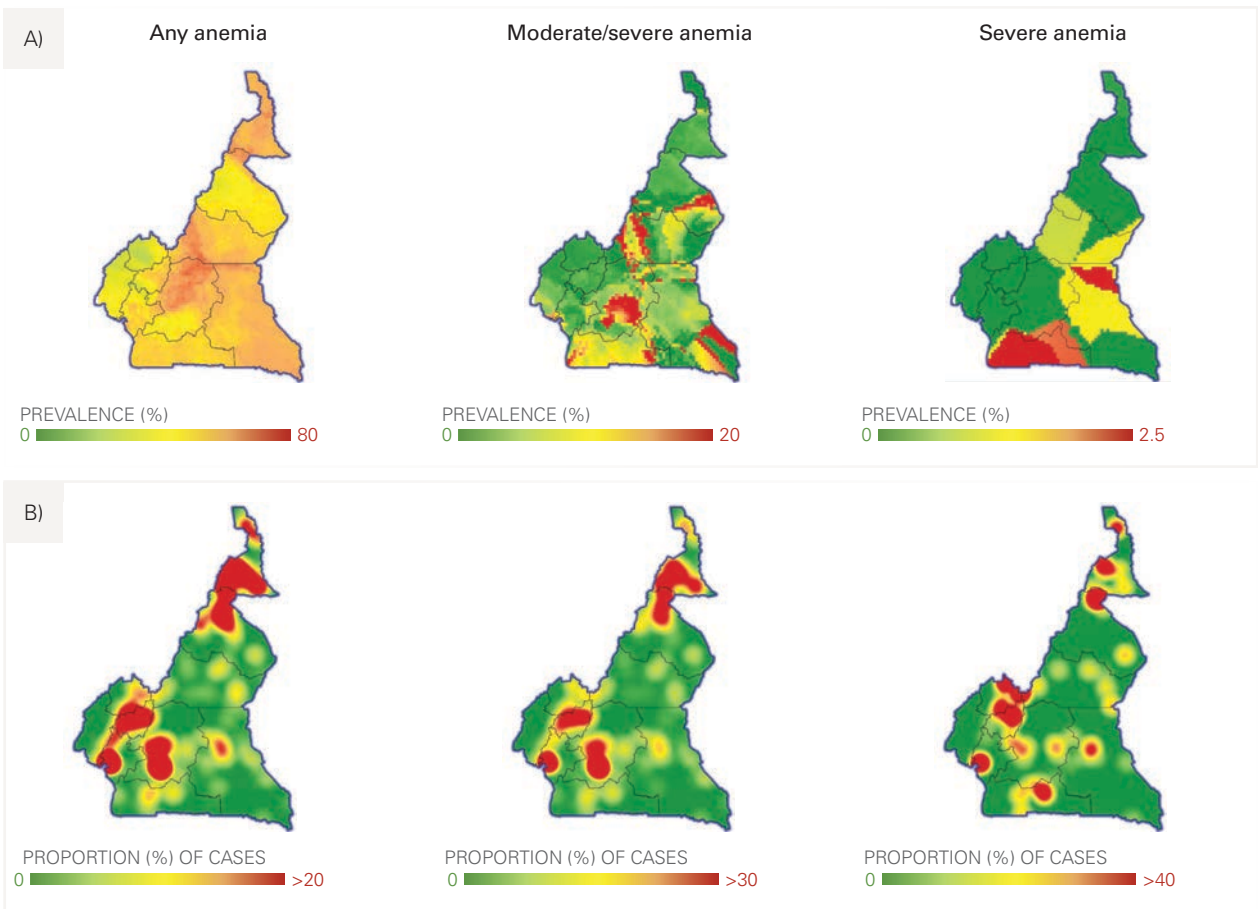 A)
Any anemia
Moderate/severe anemia
Severe anemia
PREVALENCE (%)
0 80
PREVALENCE (%)
0 20
PREVALENCE (%)
0 2.5
B)
PROPORTION (%) OF CASES
0 >20
PROPORTION (%) OF CASES
0 >30
PROPORTION (%) OF CASES
0 >40